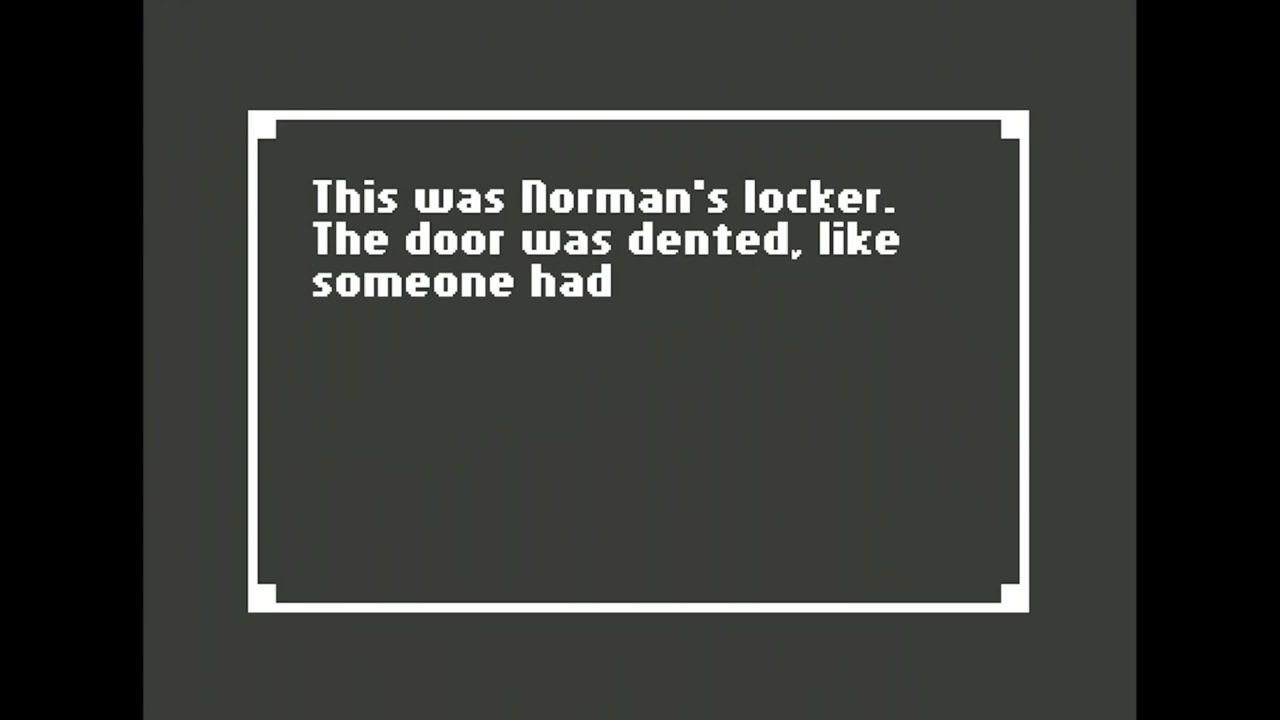 This was Norman's locker.
The door was dented, like
someone had